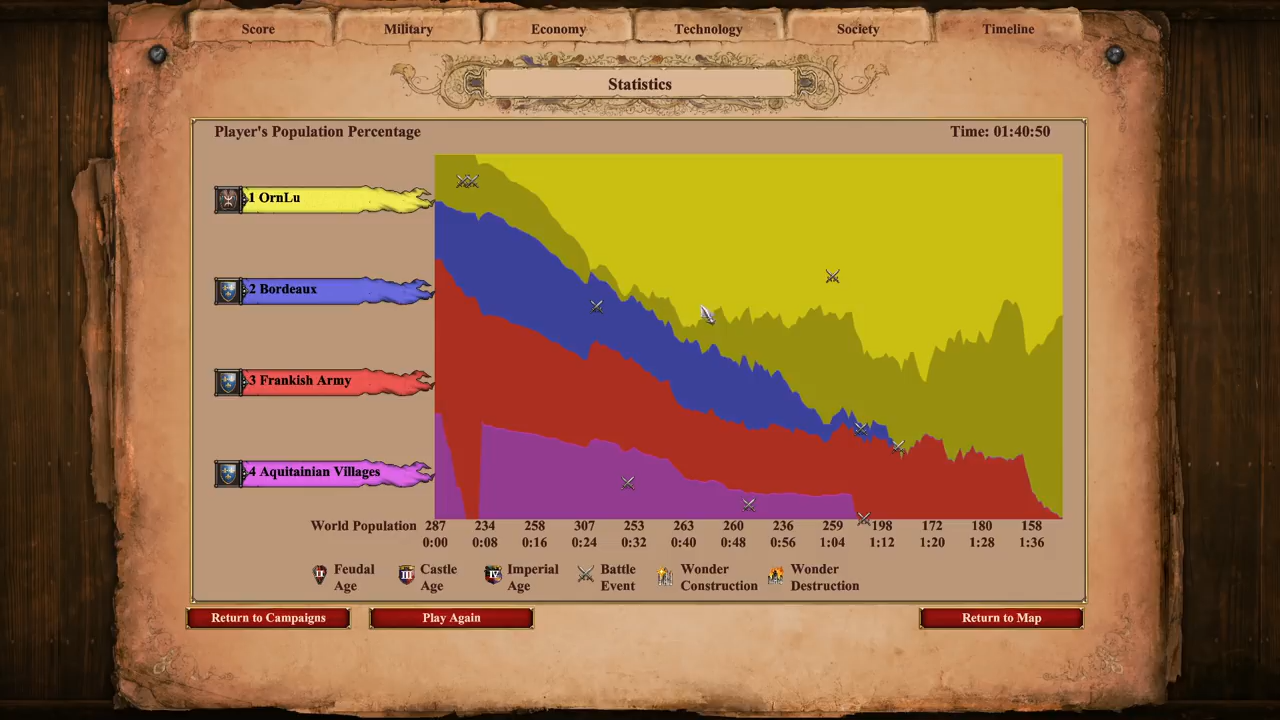 Score Military Economy Technology Society Timeline
Statistics
Player's Population Percentage Time: 01:40:50
1 OrnLu
2 Bordeaux
3 Frankish Army
4 Aquitainian Villages
World Population 287 234 258 307 253 263 260 236 259 198 172 180 158
0:00 0:08 0:16 0:24 0:32 0:40 0:48 0:56 1:04 1:12 1:20 1:28 1:36
Feudal Age
Castle Age
Imperial Age
Battle Event
Wonder Construction
Wonder Destruction
Return to Campaigns Play Again Return to Map